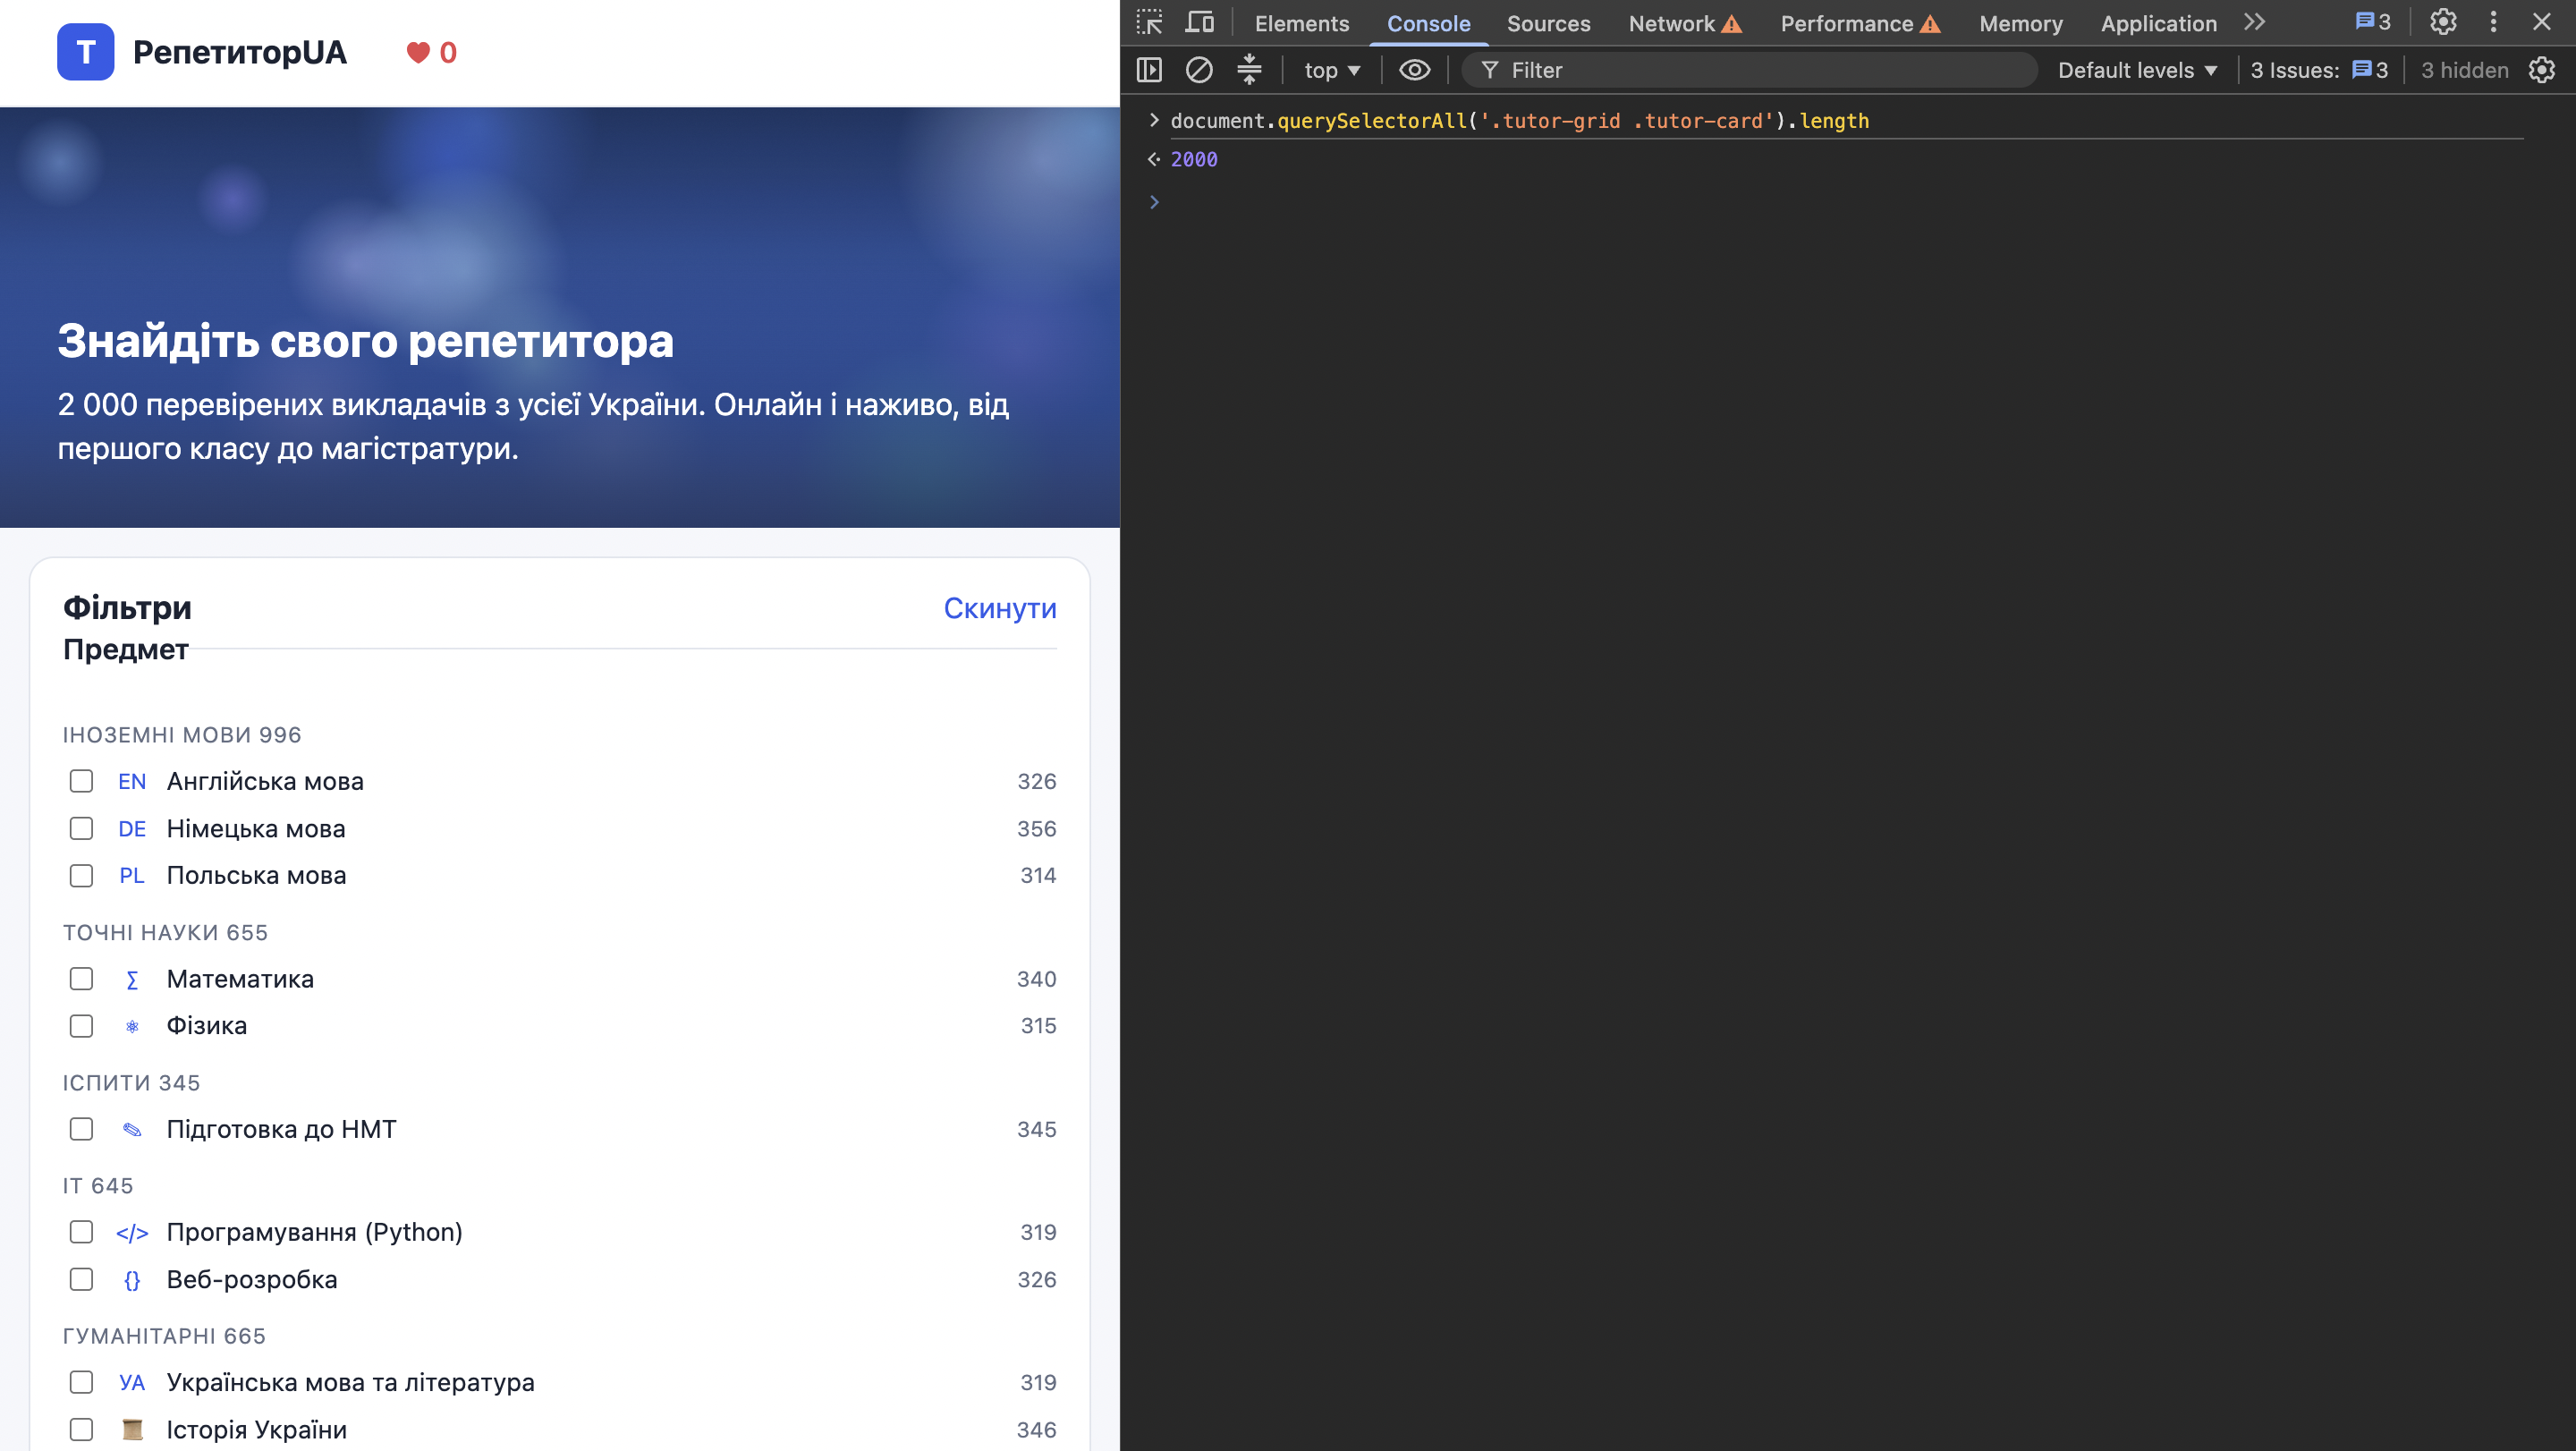 T РепетиторUA ♥ 0
Знайдіть свого репетитора
2 000 перевірених викладачів з усієї України. Онлайн і наживо, від
першого класу до магістратури.
Фільтри Скинути
Предмет
ІНОЗЕМНІ МОВИ 996
EN Англійська мова 326
DE Німецька мова 356
PL Польська мова 314
ТОЧНІ НАУКИ 655
∑ Математика 340
⚛ Фізика 315
ІСПИТИ 345
✎ Підготовка до НМТ 345
ІТ 645
</> Програмування (Python) 319
{} Веб-розробка 326
ГУМАНІТАРНІ 665
УА Українська мова та література 319
Історія України 346
Elements Console Sources Network Performance Memory Application 3
top Filter Default levels 3 Issues: 3 3 hidden
document.querySelectorAll('.tutor-grid .tutor-card').length
2000